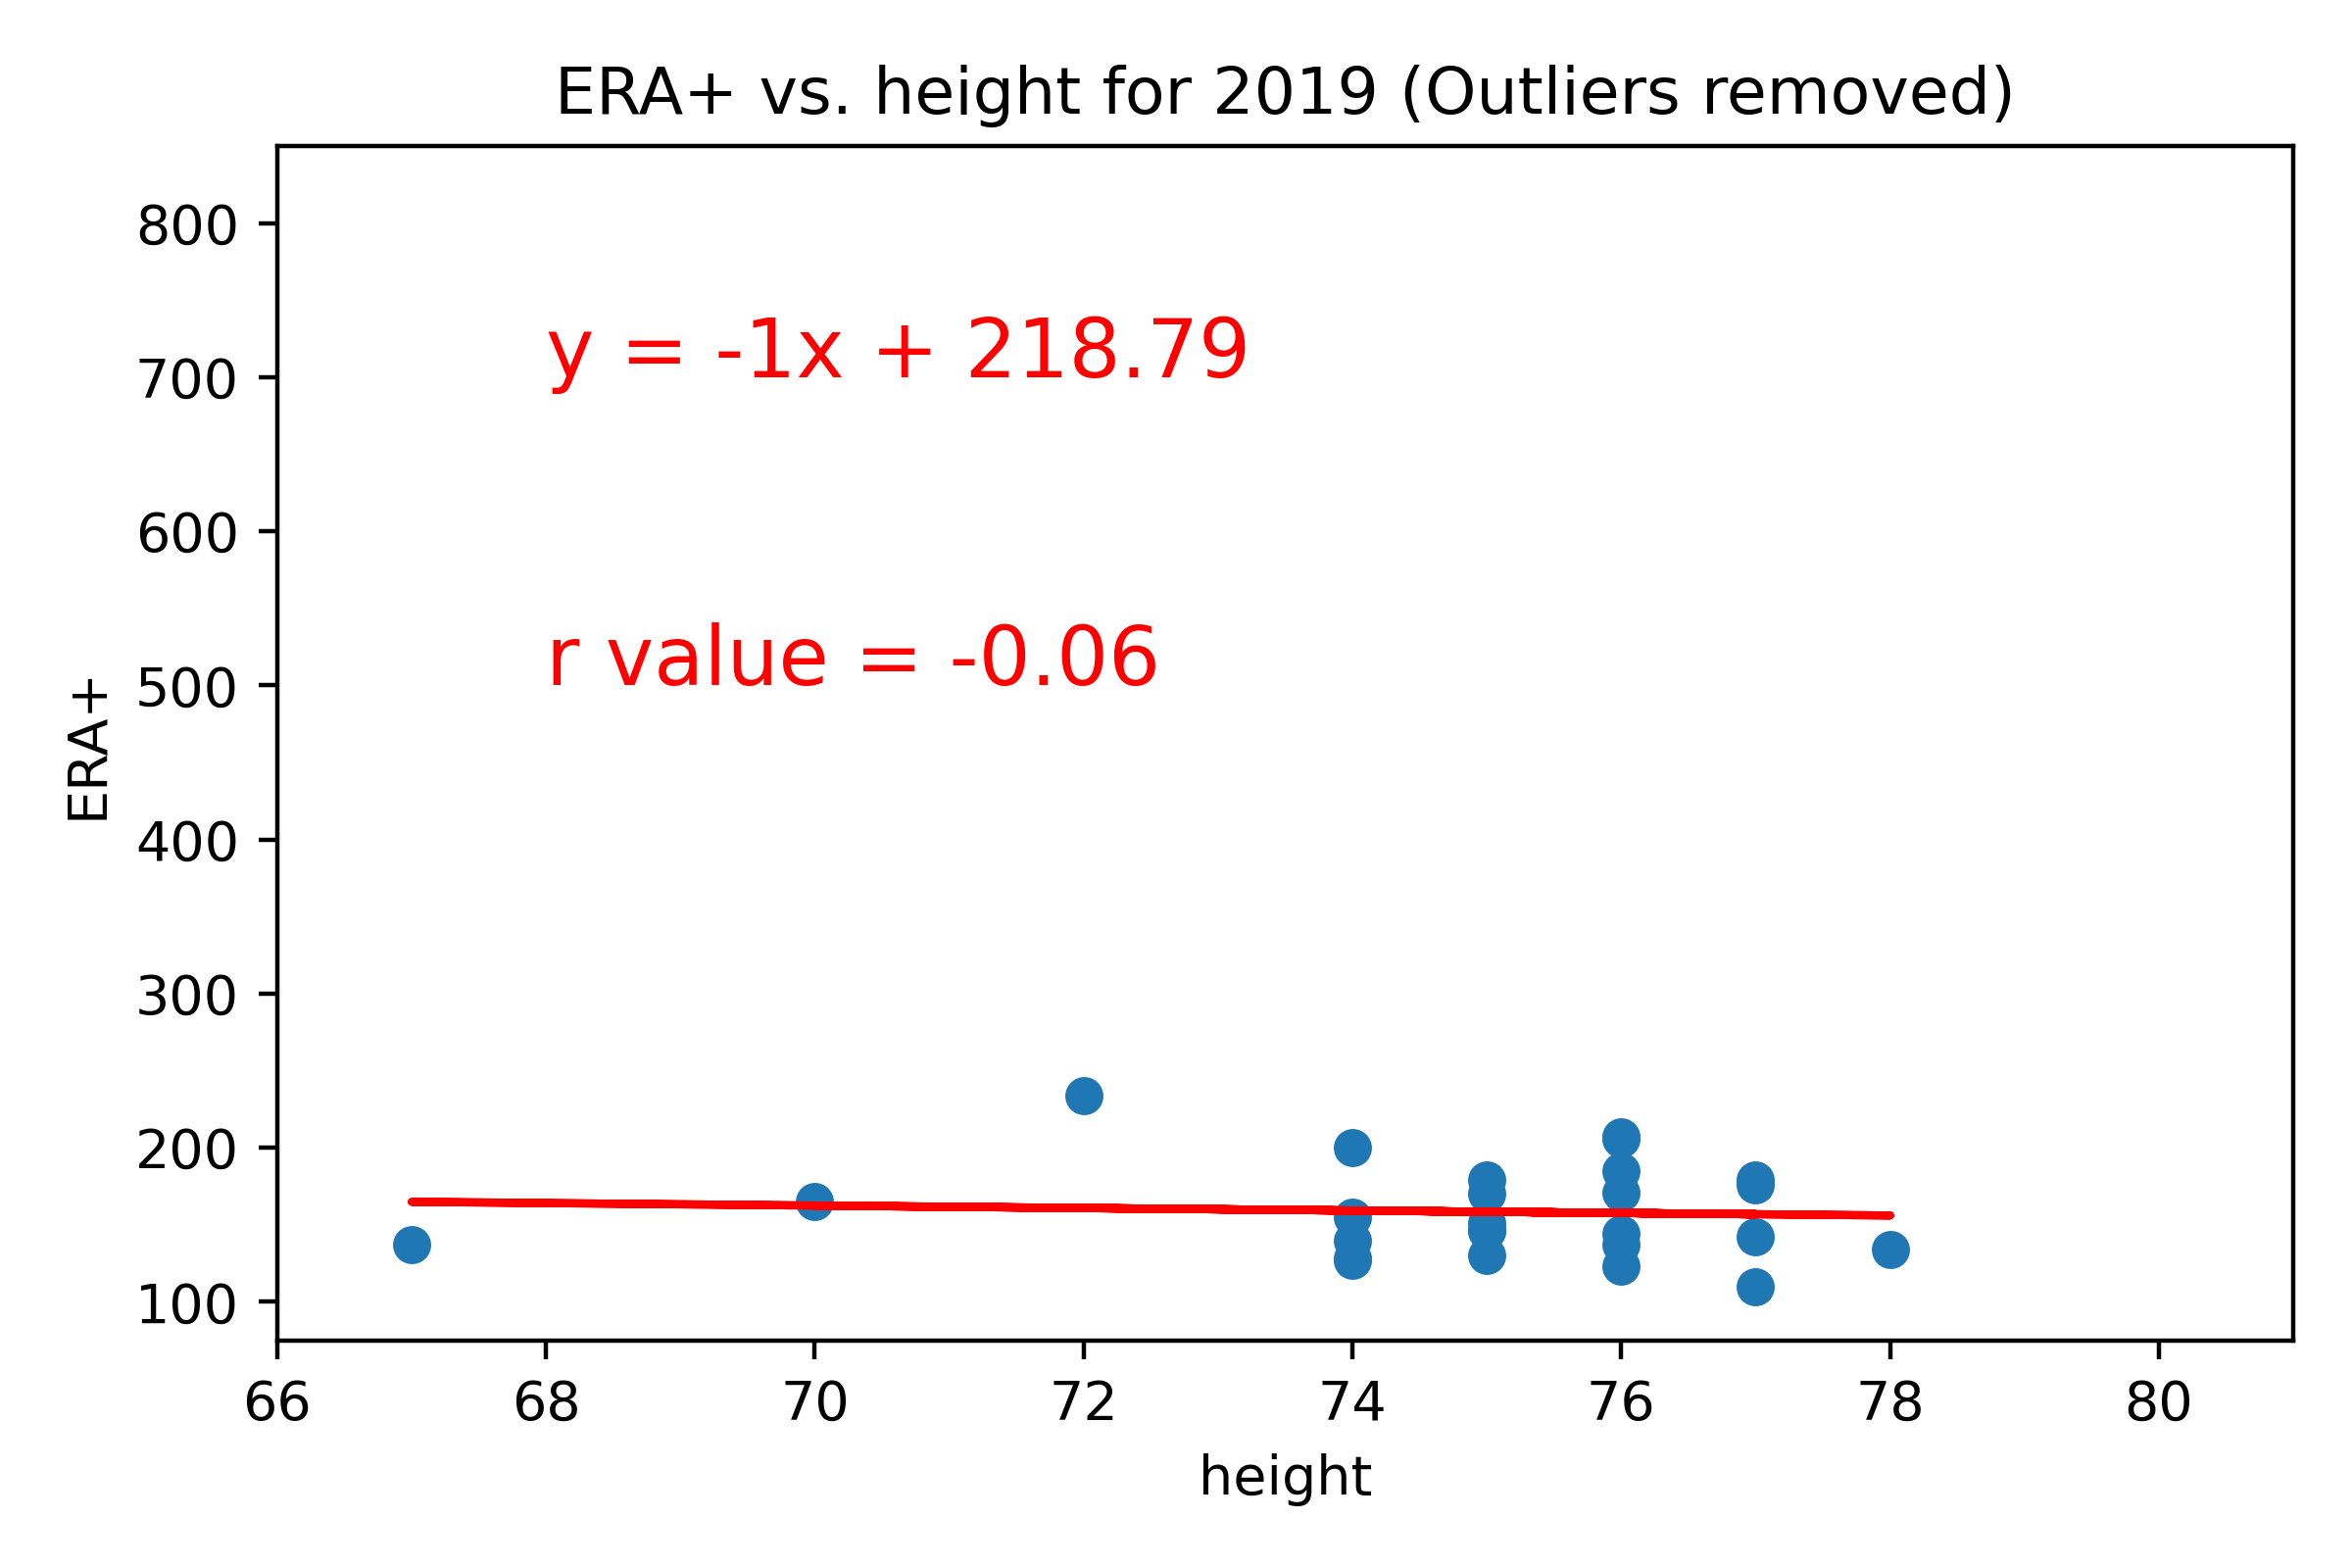 ERA+ vs. height for 2019 (Outliers removed)
800
700
600
500
400
300
200
100
ERA+
y = -1x + 218.79
r value = -0.06
66 68 70 72 74 76 78 80
height